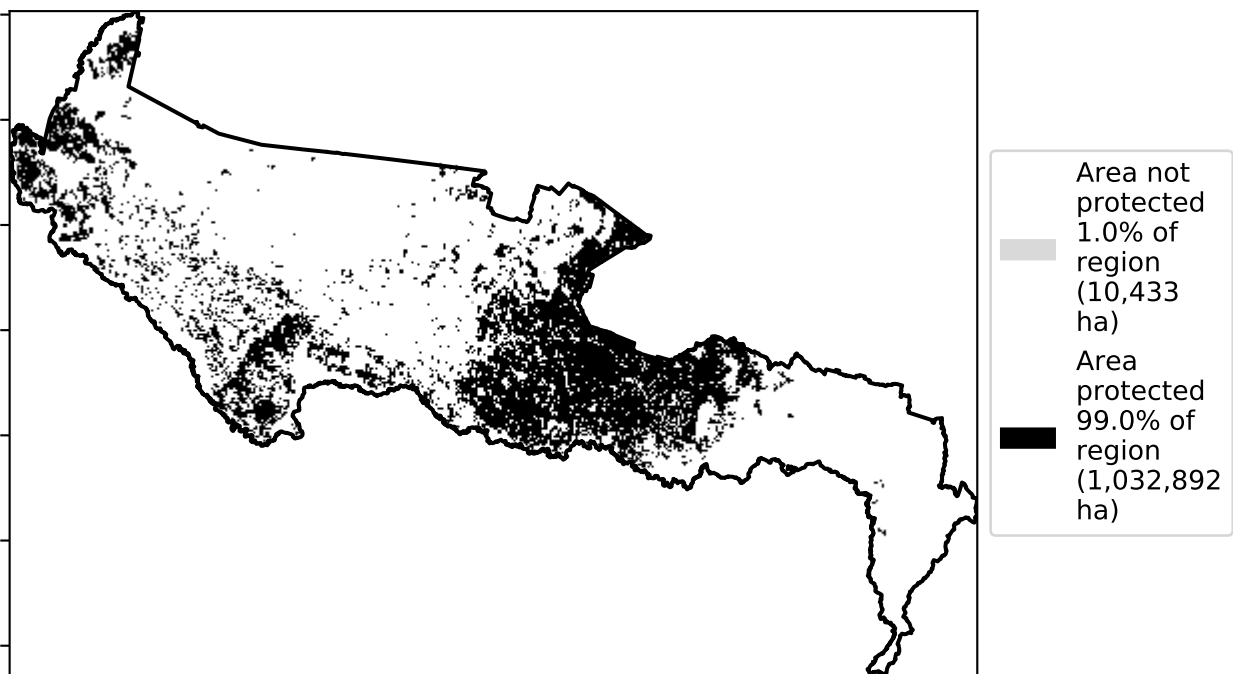 Area not
protected
1.0% of
region
(10,433
ha)
Area
protected
99.0% of
region
(1,032,892
ha)